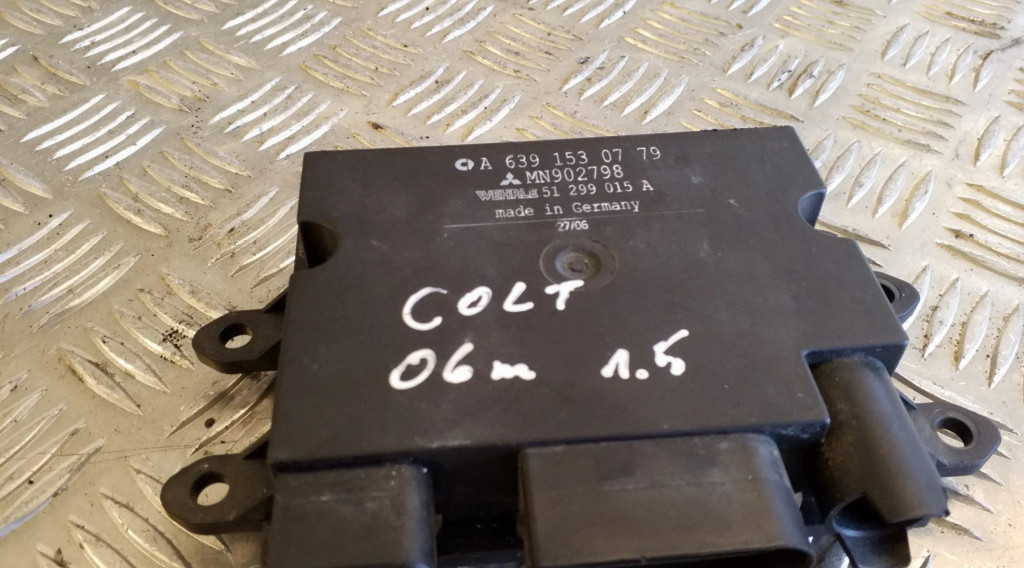 A 639 153 07 79
MN902798
WEHRLE 51 299 015 A
made in Germany
27/06
COLT
06m 1.5